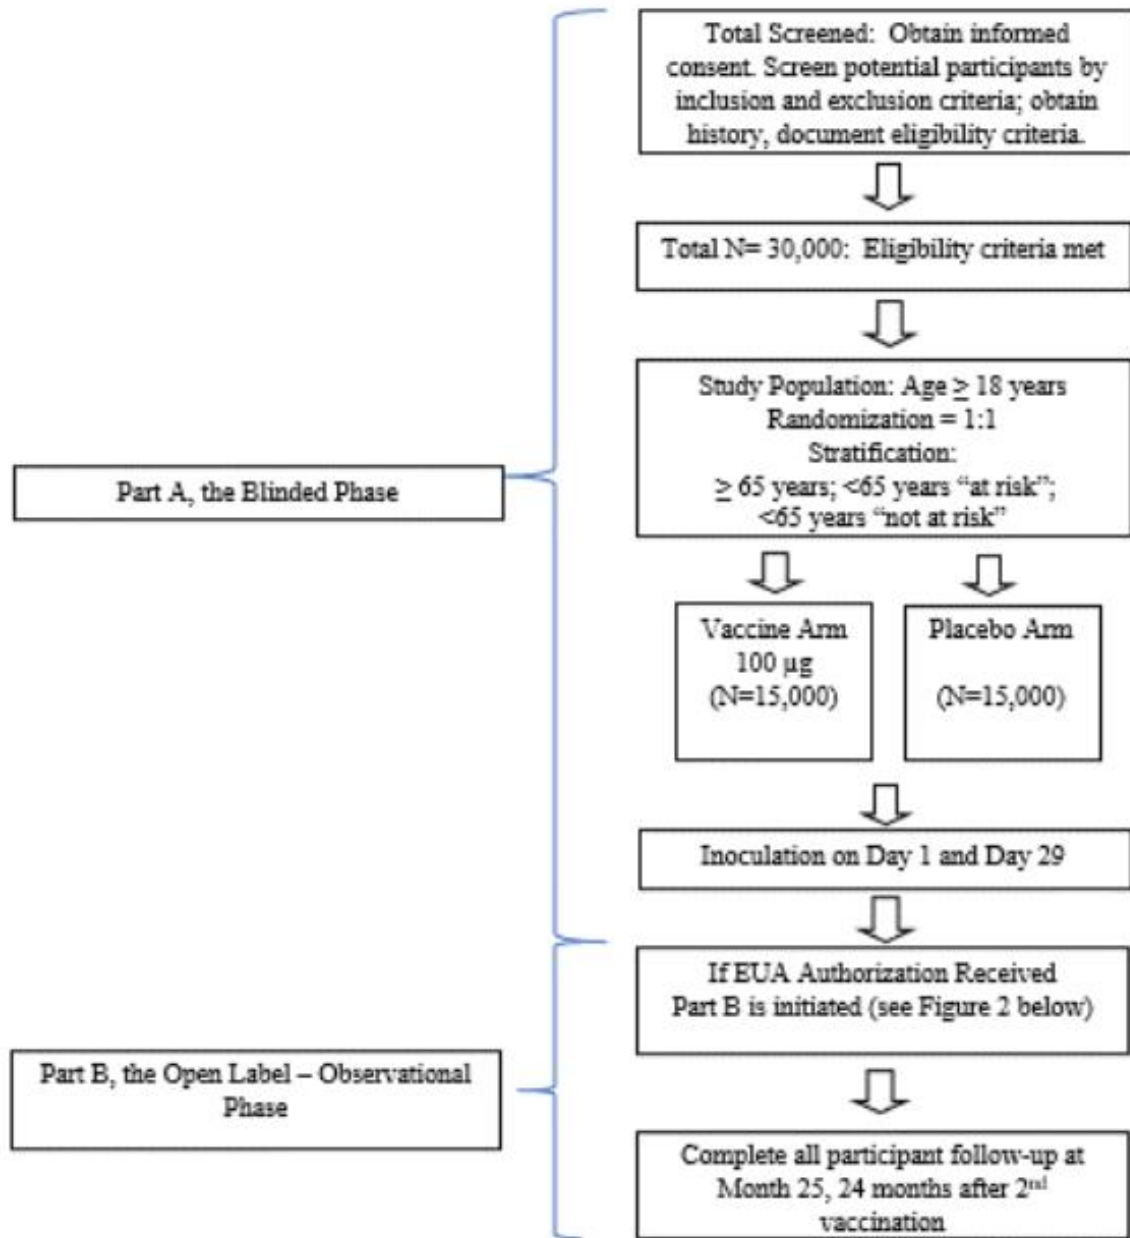 Total Screened: Obtain informed
consent. Screen potential participants by
inclusion and exclusion criteria; obtain
history, document eligibility criteria.
Total N= 30,000: Eligibility criteria met
Study Population: Age ≥ 18 years
Randomization = 1:1
Stratification:
≥ 65 years; <65 years “at risk”;
<65 years “not at risk”
Part A, the Blinded Phase
Vaccine Arm
100 µg
(N=15,000)
Placebo Arm
(N=15,000)
Inoculation on Day 1 and Day 29
If EUA Authorization Received
Part B is initiated (see Figure 2 below)
Part B, the Open Label – Observational
Phase
Complete all participant follow-up at
Month 25, 24 months after 2nd
vaccination